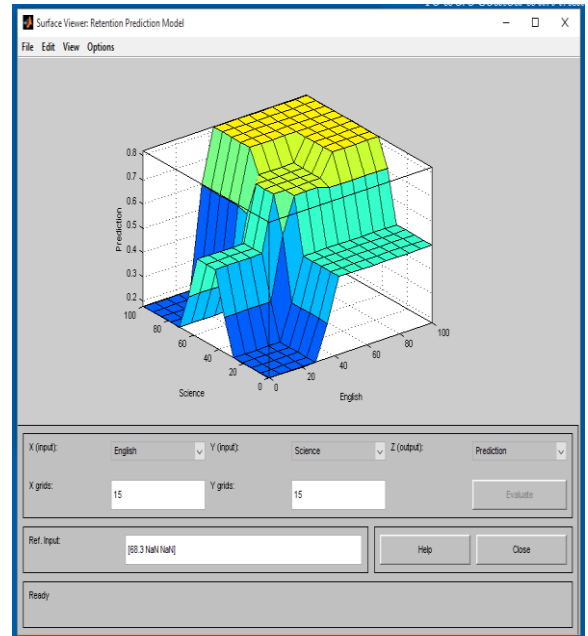 Surface Viewer: Retention Prediction Model
File Edit View Options
0.8
0.7
0.6
0.5
0.4
0.3
0.2
Prediction
100
80
60
40
20
0
Science
0
20
40
60
80
100
English
X (input): English Y (input): Science Z (output): Prediction
X grids: 15 Y grids: 15 Evaluate
Ref. Input: [68.3 NaN NaN] Help Close
Ready